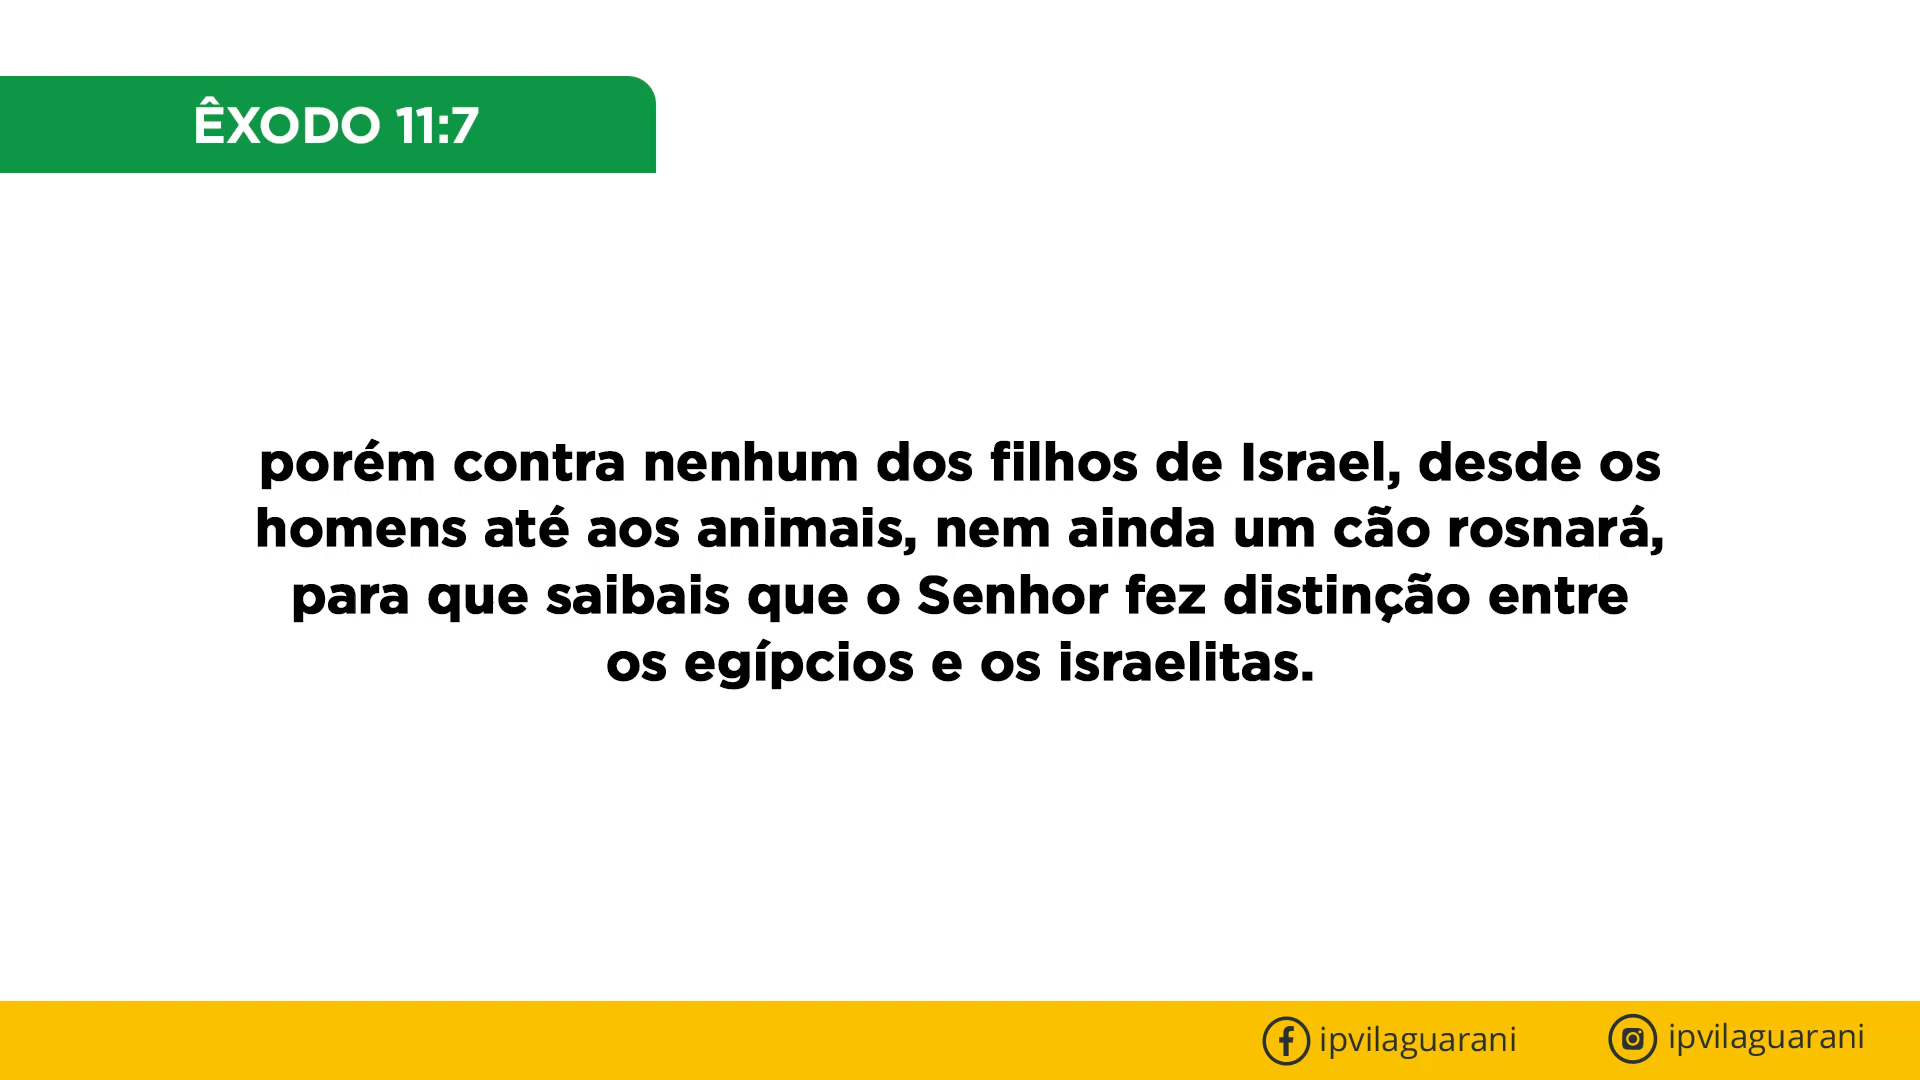 ÊXODO 11:7
porém contra nenhum dos filhos de Israel, desde os
homens até aos animais, nem ainda um cão rosnará,
para que saibais que o Senhor fez distinção entre
os egípcios e os israelitas.
ipvilaguarani
ipvilaguarani